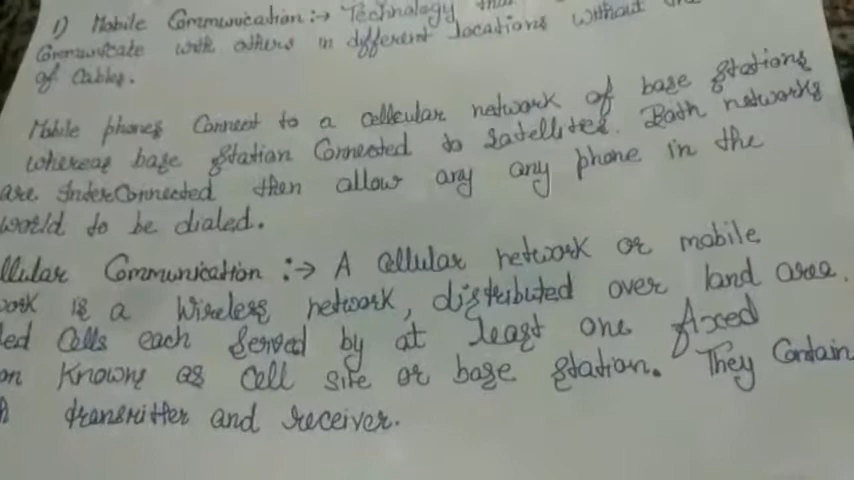 1) Mobile Communication :-> Technology that
Communicate with others in different locations without the
of Cables.
Mobile phones Connect to a cellular network of base stations
whereas base station Connected to satellites. Both networks
are InterConnected then allow any any phone in the
world to be dialed.
llular Communication :-> A cellular network or mobile
work is a wireless network, distributed over land area.
led Cells each served by at least one fixed
on Knowns as Cell site or base station. They Contain
transmitter and receiver.